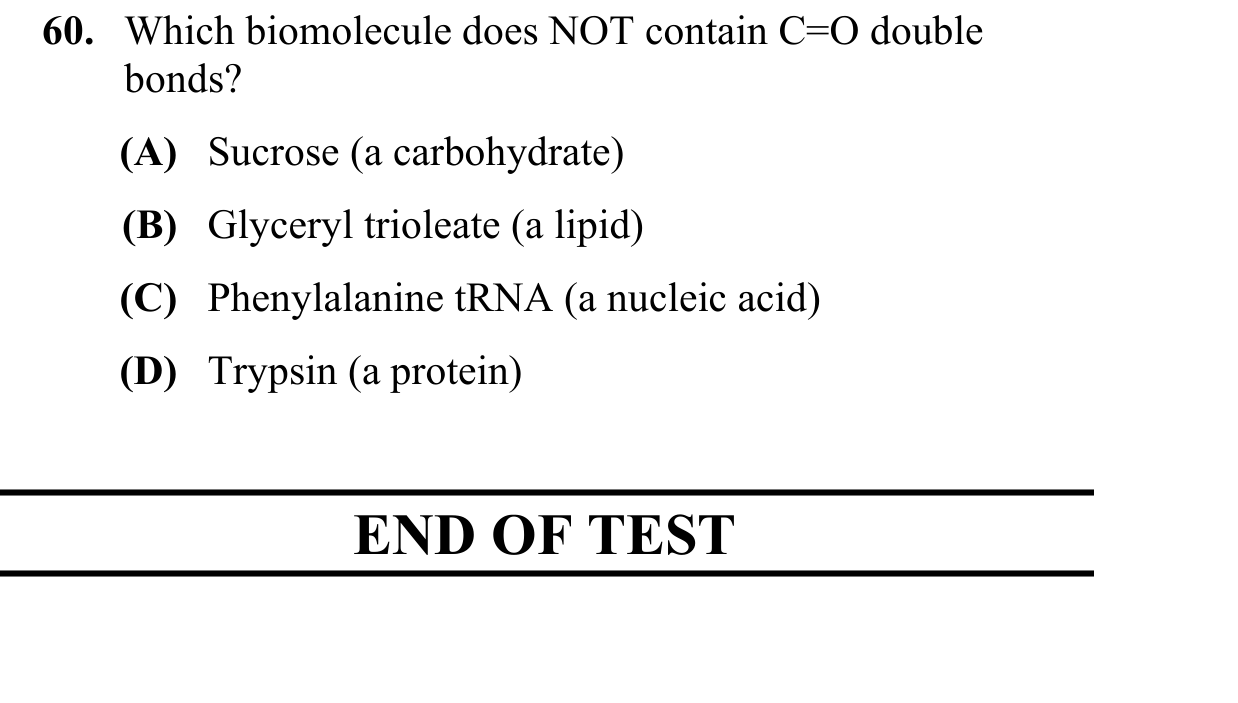 60. Which biomolecule does NOT contain C=O double
bonds?
(A) Sucrose (a carbohydrate)
(B) Glyceryl trioleate (a lipid)
(C) Phenylalanine tRNA (a nucleic acid)
(D) Trypsin (a protein)
END OF TEST